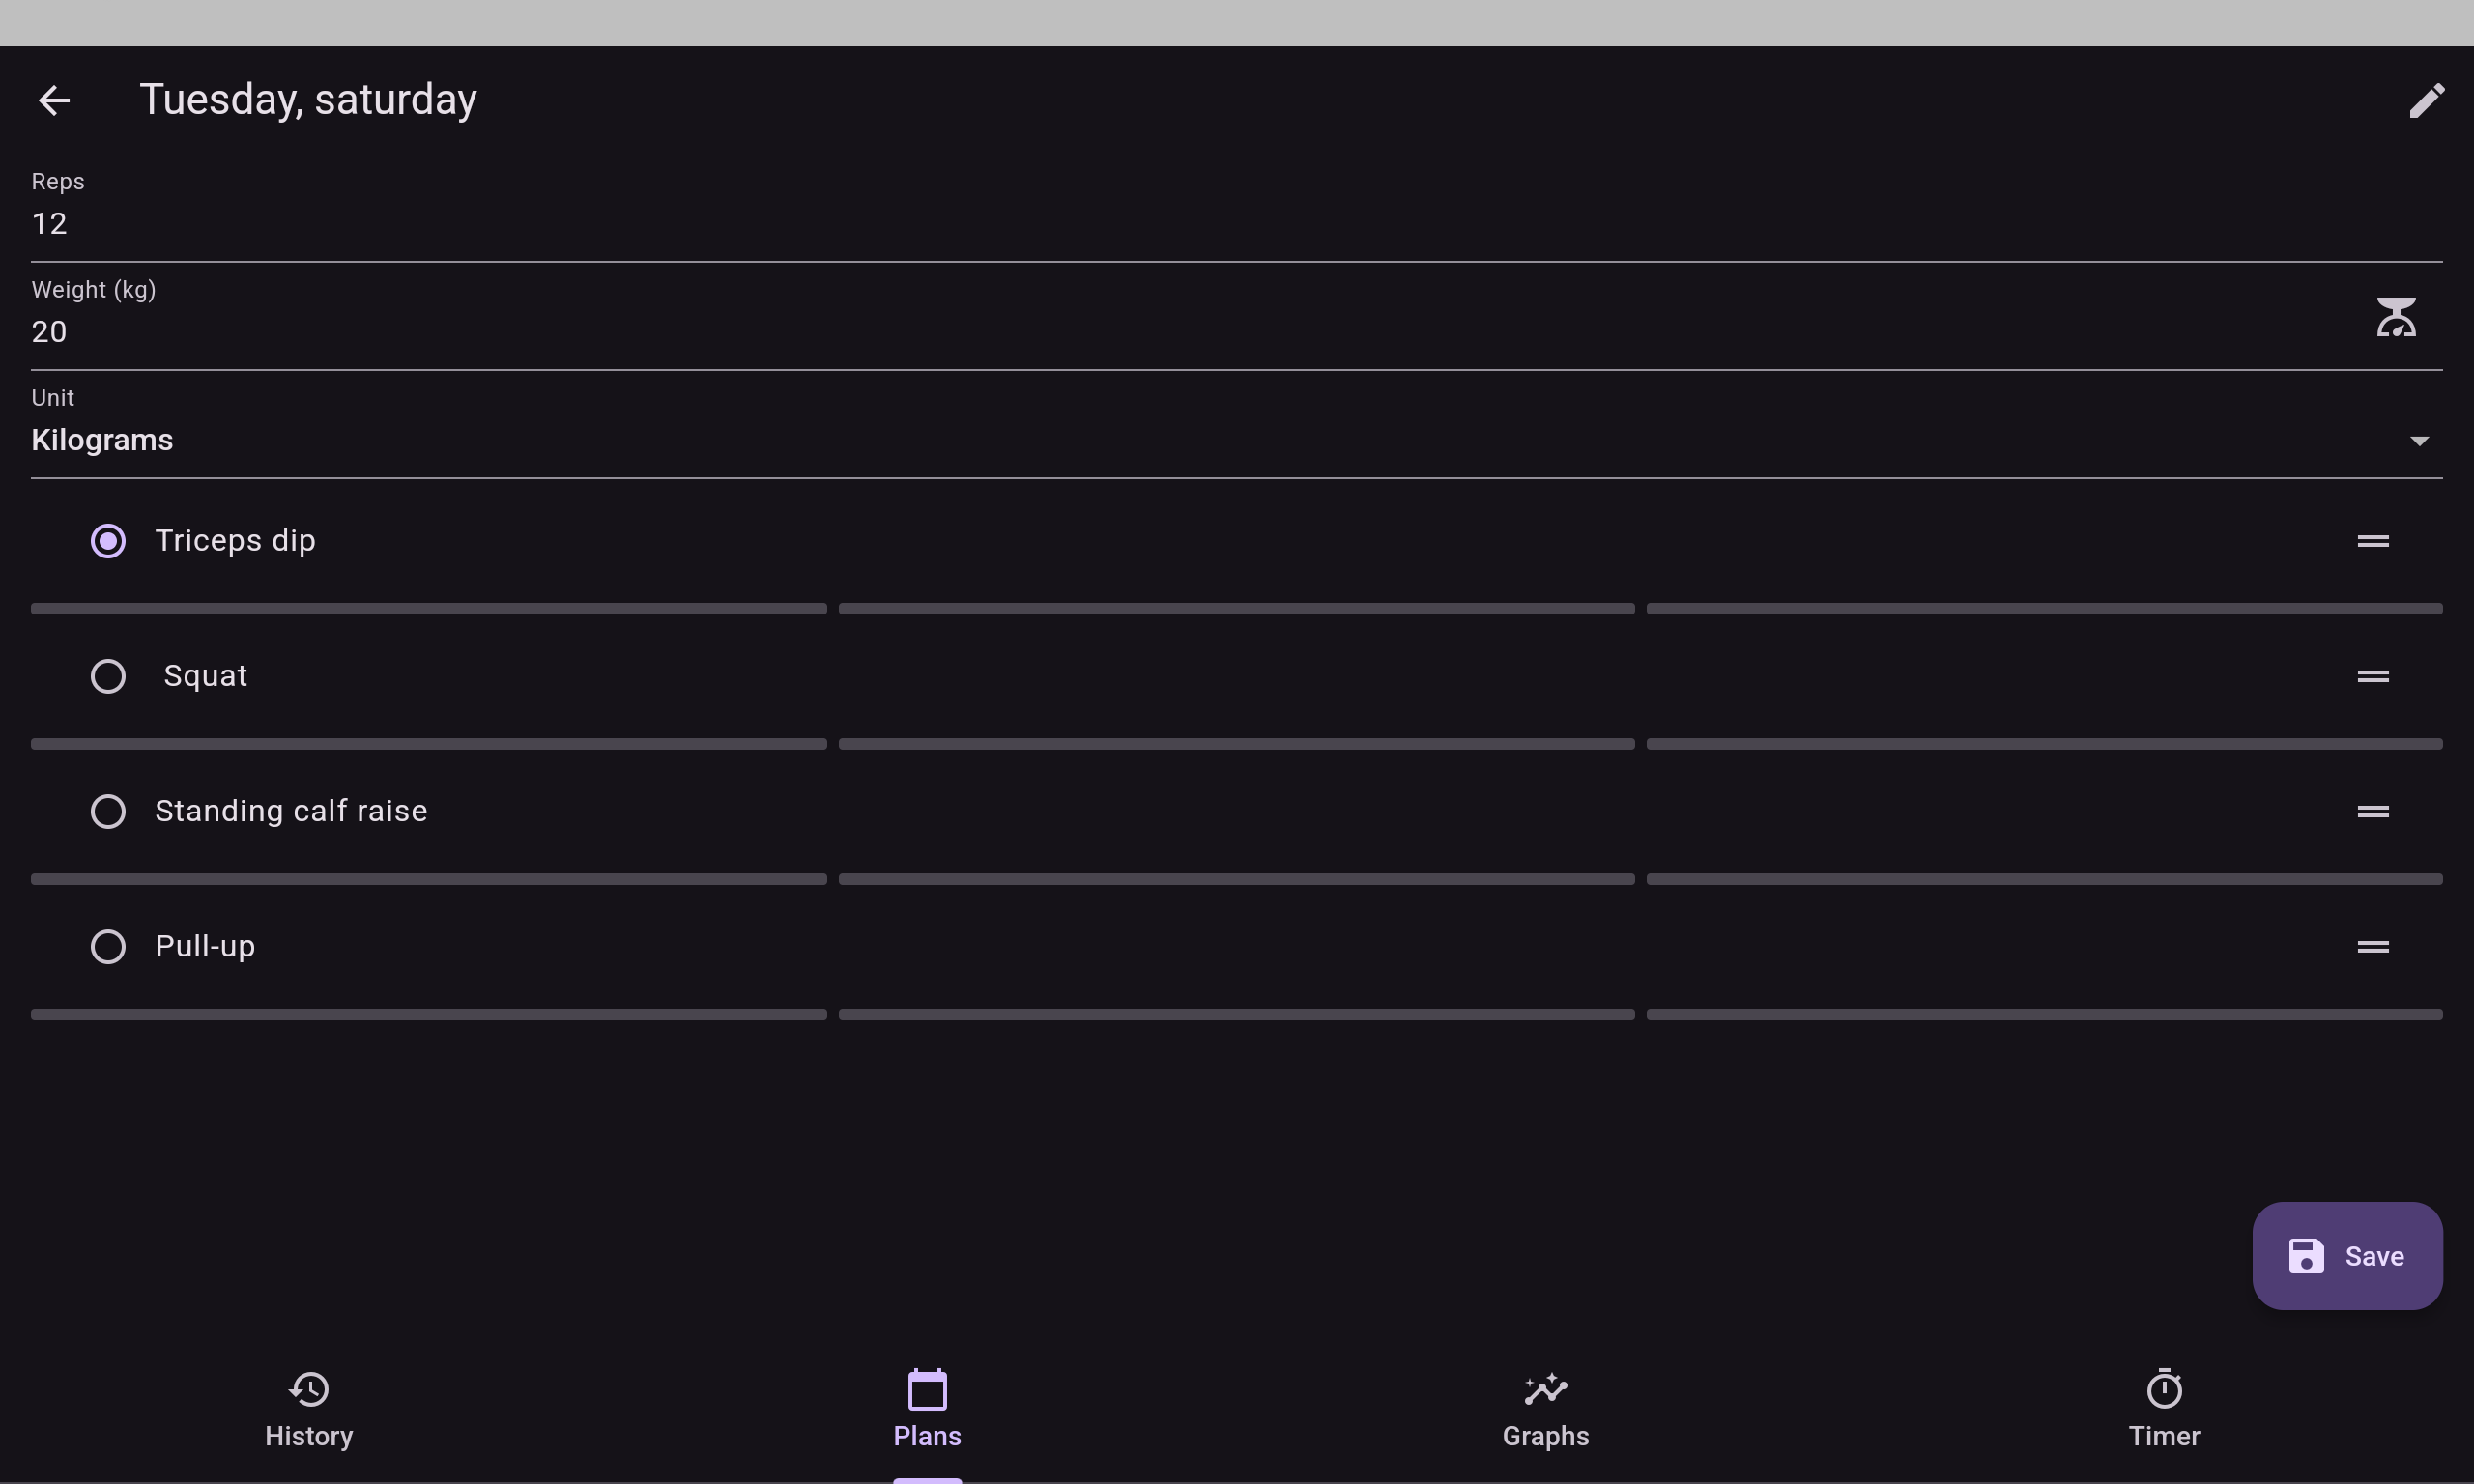 Tuesday, saturday
Reps
12
Weight (kg)
20
Unit
Kilograms
Triceps dip
Squat
Standing calf raise
Pull-up
Save
History
Plans
Graphs
Timer